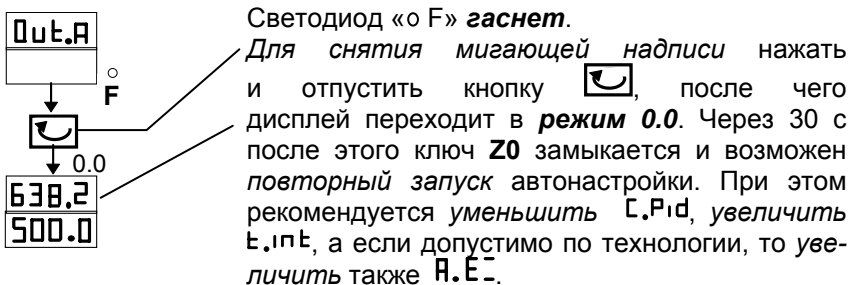 Out.A
F
0.0
638,2
500.0
Светодиод «o F» гаснет.
Для снятия мигающей надписи нажать
и отпустить кнопку , после чего
дисплей переходит в режим 0.0. Через 30 с
после этого ключ Z0 замыкается и возможен
повторный запуск автонастройки. При этом
рекомендуется уменьшить C.Pid, увеличить
t.int, а если допустимо по технологии, то уве-
личить также